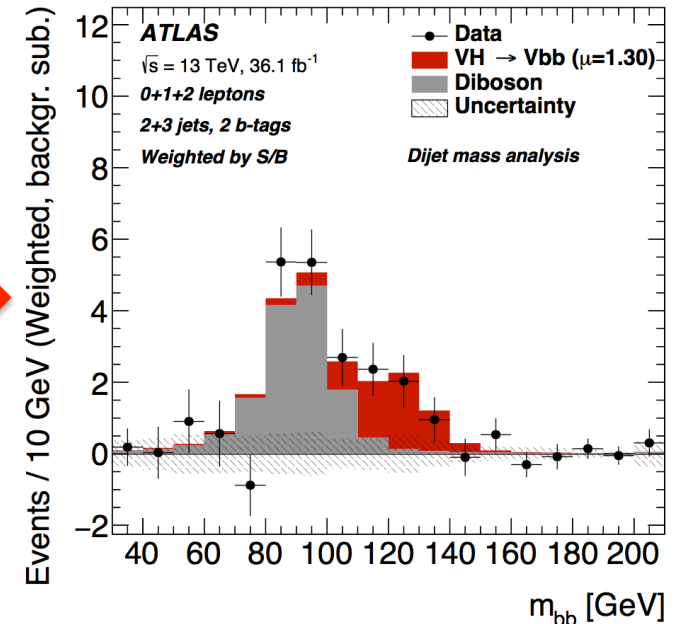 Events / 10 GeV (Weighted, backgr. sub.)
12
10
8
6
4
2
0
−2
ATLAS
√s = 13 TeV, 36.1 fb⁻¹
0+1+2 leptons
2+3 jets, 2 b-tags
Weighted by S/B
Data
VH → Vbb (μ=1.30)
Diboson
Uncertainty
Dijet mass analysis
40 60 80 100 120 140 160 180 200
m_bb [GeV]